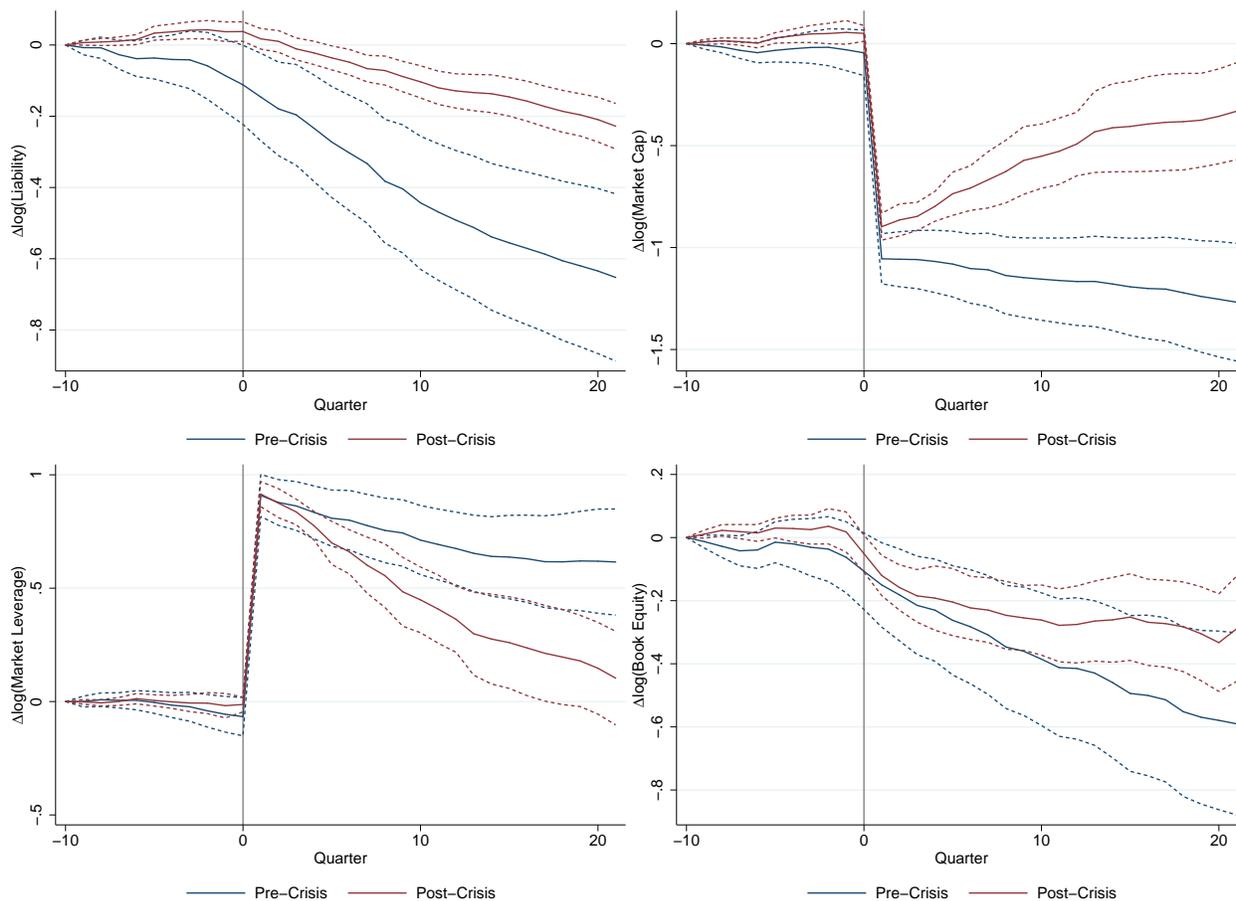 Δlog(Liability)
0
−.2
−.4
−.6
−.8
−10
0
10
20
Quarter
Pre−Crisis
Post−Crisis
Δlog(Market Cap)
0
−.5
−1
−1.5
−10
0
10
20
Quarter
Pre−Crisis
Post−Crisis
Δlog(Market Leverage)
1
.5
0
−.5
−10
0
10
20
Quarter
Pre−Crisis
Post−Crisis
Δlog(Book Equity)
.2
0
−.2
−.4
−.6
−.8
−10
0
10
20
Quarter
Pre−Crisis
Post−Crisis